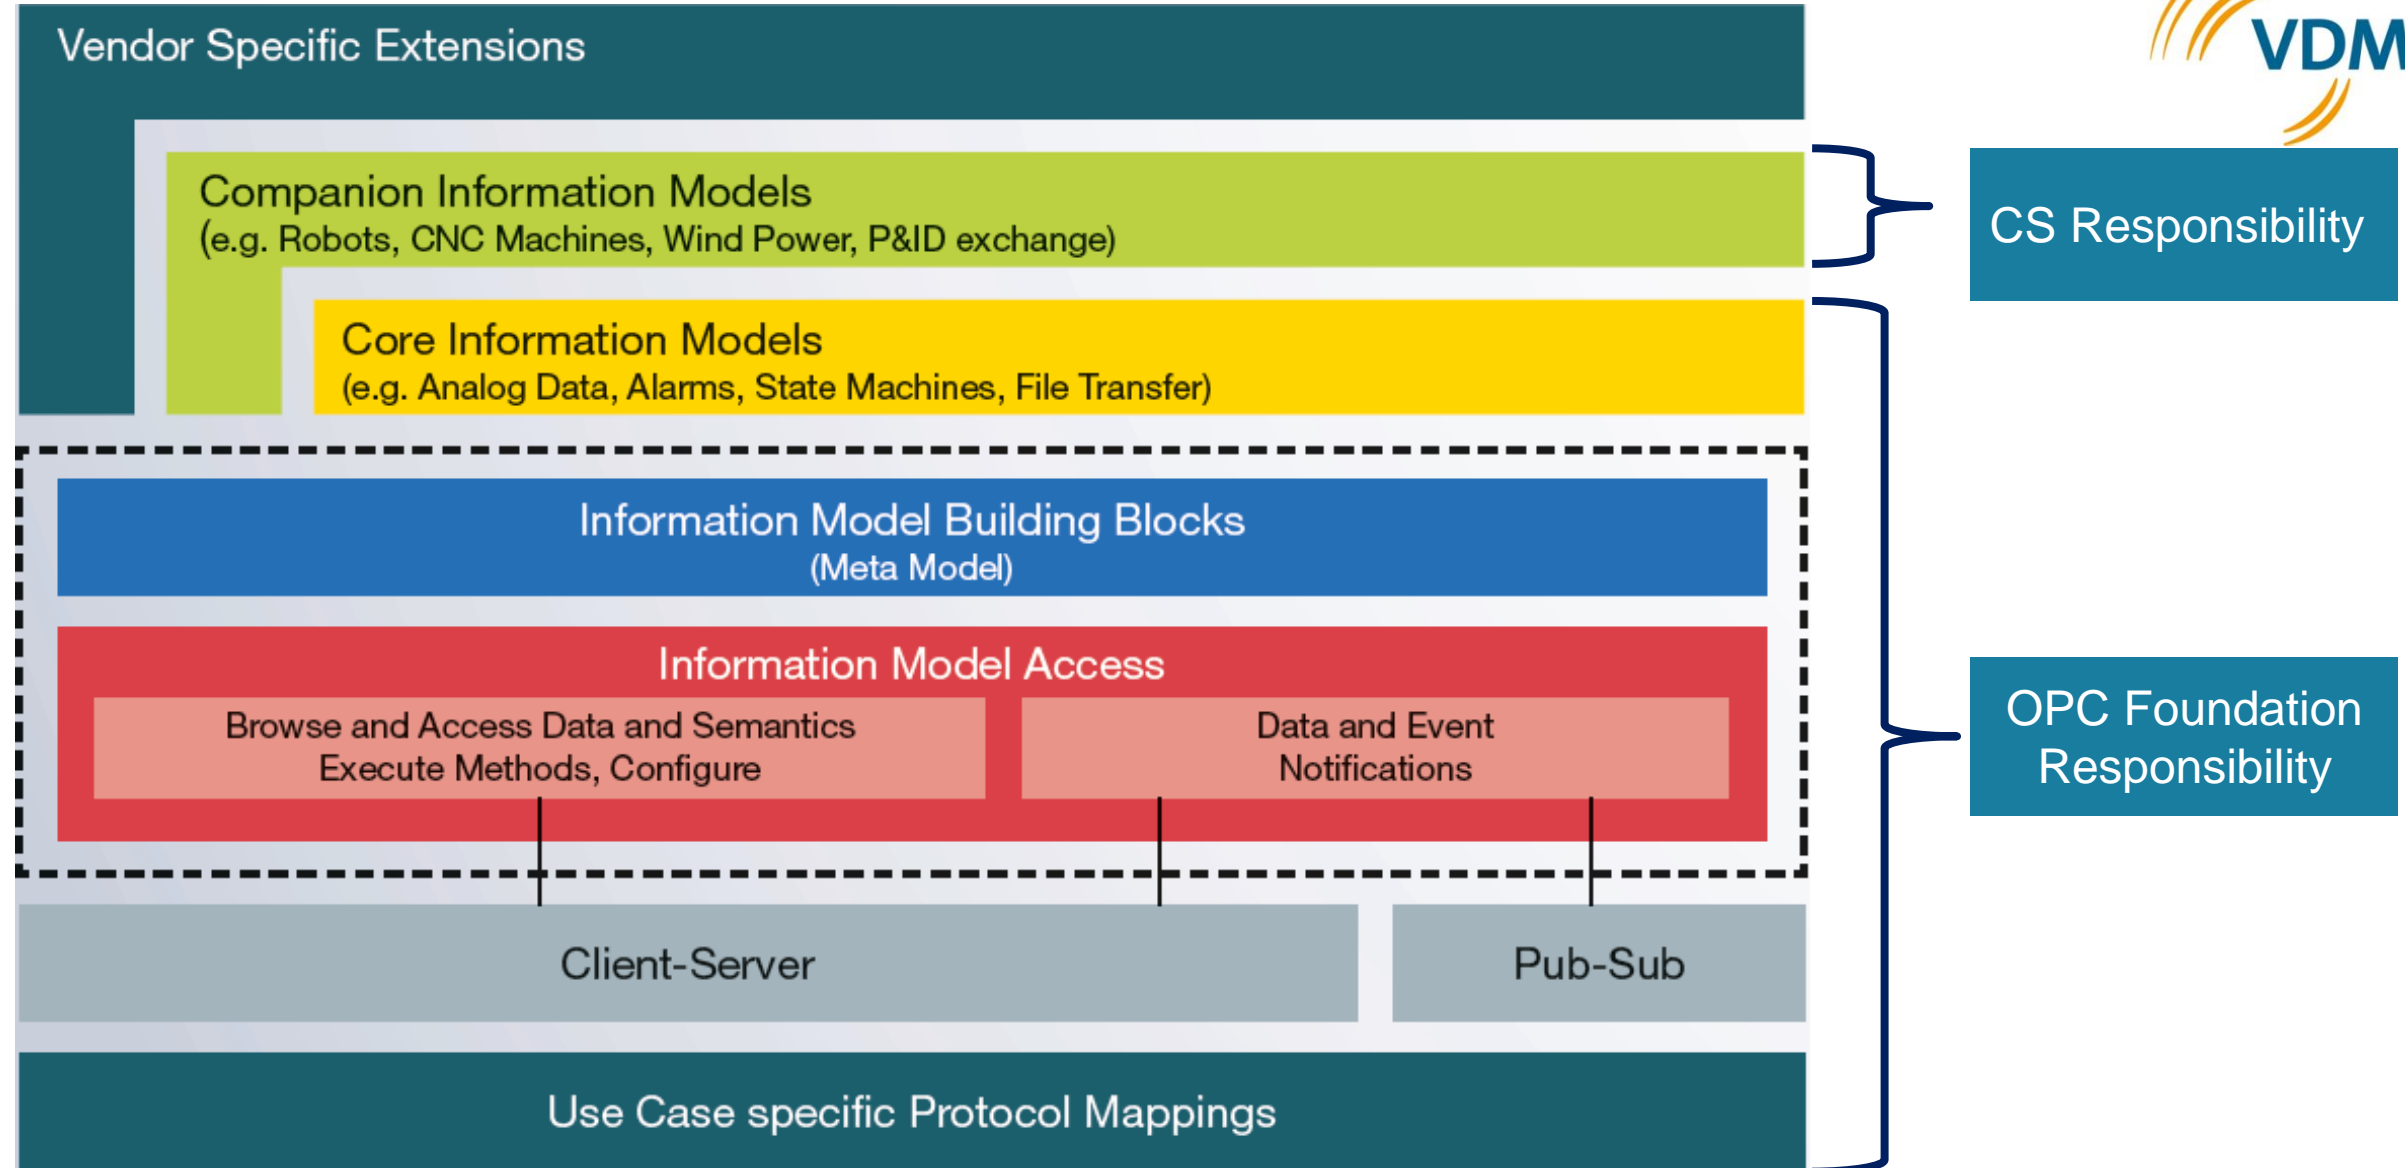 Vendor Specific Extensions
VDM
Companion Information Models
(e.g. Robots, CNC Machines, Wind Power, P&ID exchange)
CS Responsibility
Core Information Models
(e.g. Analog Data, Alarms, State Machines, File Transfer)
Information Model Building Blocks
(Meta Model)
Information Model Access
Browse and Access Data and Semantics
Execute Methods, Configure
Data and Event
Notifications
OPC Foundation
Responsibility
Client-Server
Pub-Sub
Use Case specific Protocol Mappings